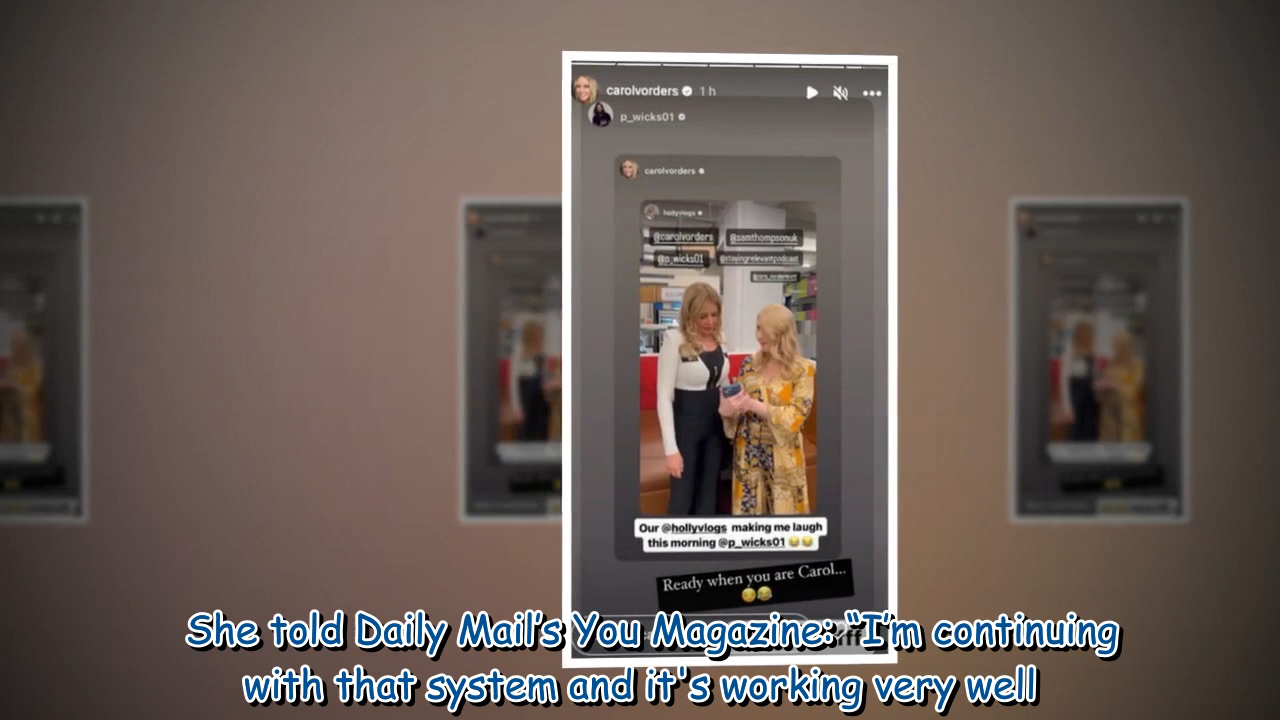 carolvorders 1 h
p_wicks01
carolvorders
hollyvlogs
@carolvorders @samthompsonuk
@p_wicks01 @stayingrelevantpodcast
Our @hollyvlogs making me laugh
this morning @p_wicks01 😂😂
Ready when you are Carol...
She told Daily Mail's You Magazine: “I'm continuing
with that system and it's working very well